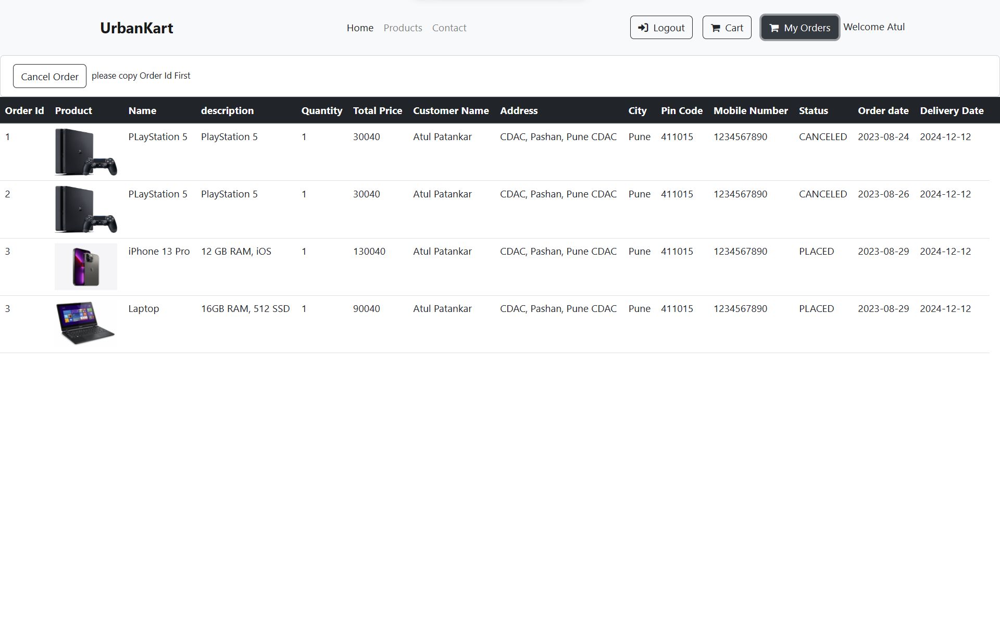 UrbanKart Home Products Contact Logout Cart My Orders Welcome Atul
Cancel Order please copy Order Id First
Order Id Product Name description Quantity Total Price Customer Name Address City Pin Code Mobile Number Status Order date Delivery Date
1 PLayStation 5 PlayStation 5 1 30040 Atul Patankar CDAC, Pashan, Pune CDAC Pune 411015 1234567890 CANCELED 2023-08-24 2024-12-12
2 PLayStation 5 PlayStation 5 1 30040 Atul Patankar CDAC, Pashan, Pune CDAC Pune 411015 1234567890 CANCELED 2023-08-26 2024-12-12
3 iPhone 13 Pro 12 GB RAM, iOS 1 130040 Atul Patankar CDAC, Pashan, Pune CDAC Pune 411015 1234567890 PLACED 2023-08-29 2024-12-12
3 Laptop 16GB RAM, 512 SSD 1 90040 Atul Patankar CDAC, Pashan, Pune CDAC Pune 411015 1234567890 PLACED 2023-08-29 2024-12-12